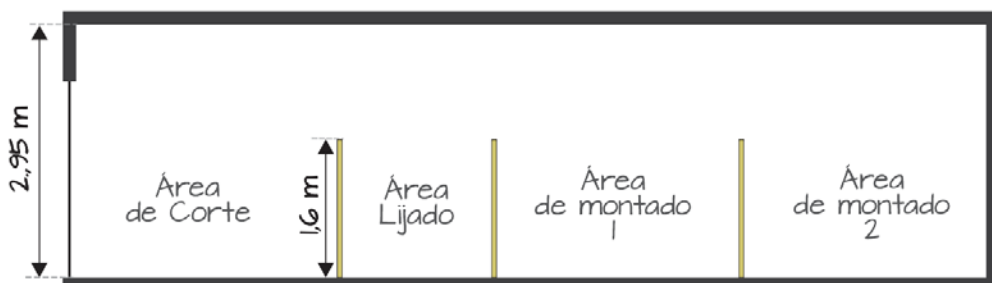 2,95 m
Área
de Corte
1,6 m
Área
Lijado
Área
de montado
1
Área
de montado
2